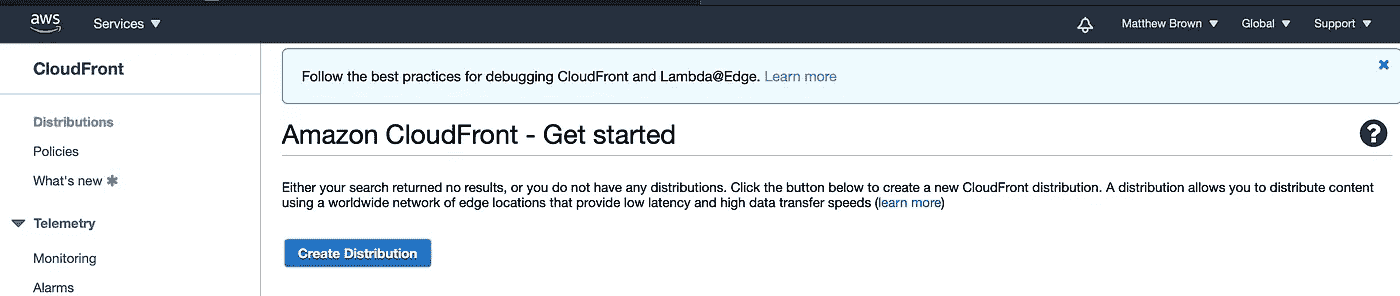 aws Services Matthew Brown Global Support
CloudFront
Follow the best practices for debugging CloudFront and Lambda@Edge. Learn more
Distributions
Policies
What's new
Telemetry
Monitoring
Alarms
Amazon CloudFront - Get started
Either your search returned no results, or you do not have any distributions. Click the button below to create a new CloudFront distribution. A distribution allows you to distribute content
using a worldwide network of edge locations that provide low latency and high data transfer speeds (learn more)
Create Distribution